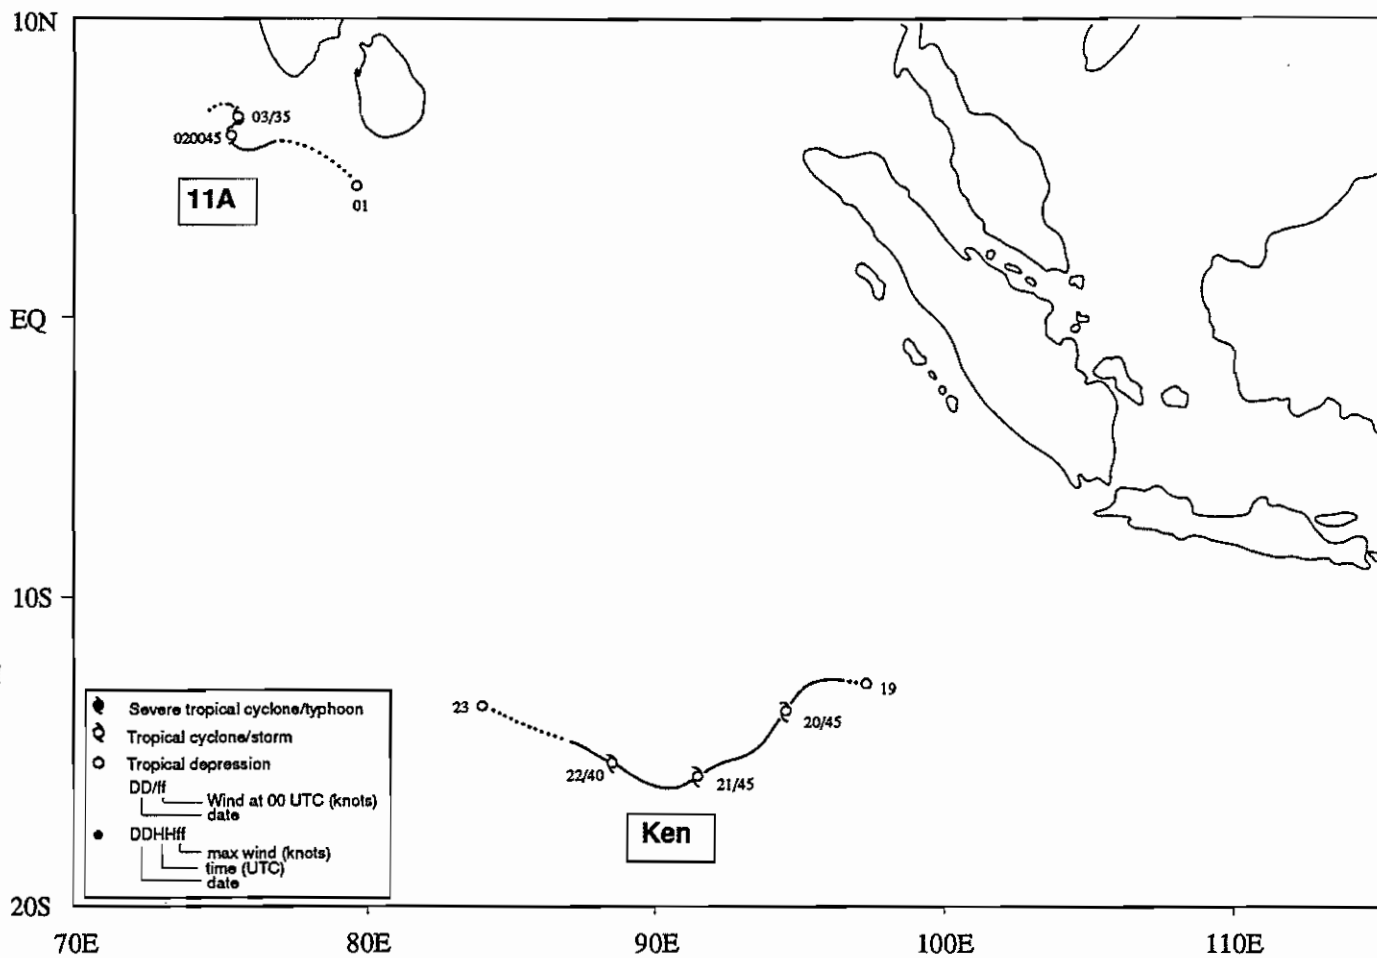 10N
03/35
020045
11A
01
EQ
10S
23
19
20/45
22/40
21/45
Ken
Severe tropical cyclone/typhoon
Tropical cyclone/storm
Tropical depression
DD/ff
Wind at 00 UTC (knots)
date
DDHHff
max wind (knots)
time (UTC)
date
20S
70E
80E
90E
100E
110E